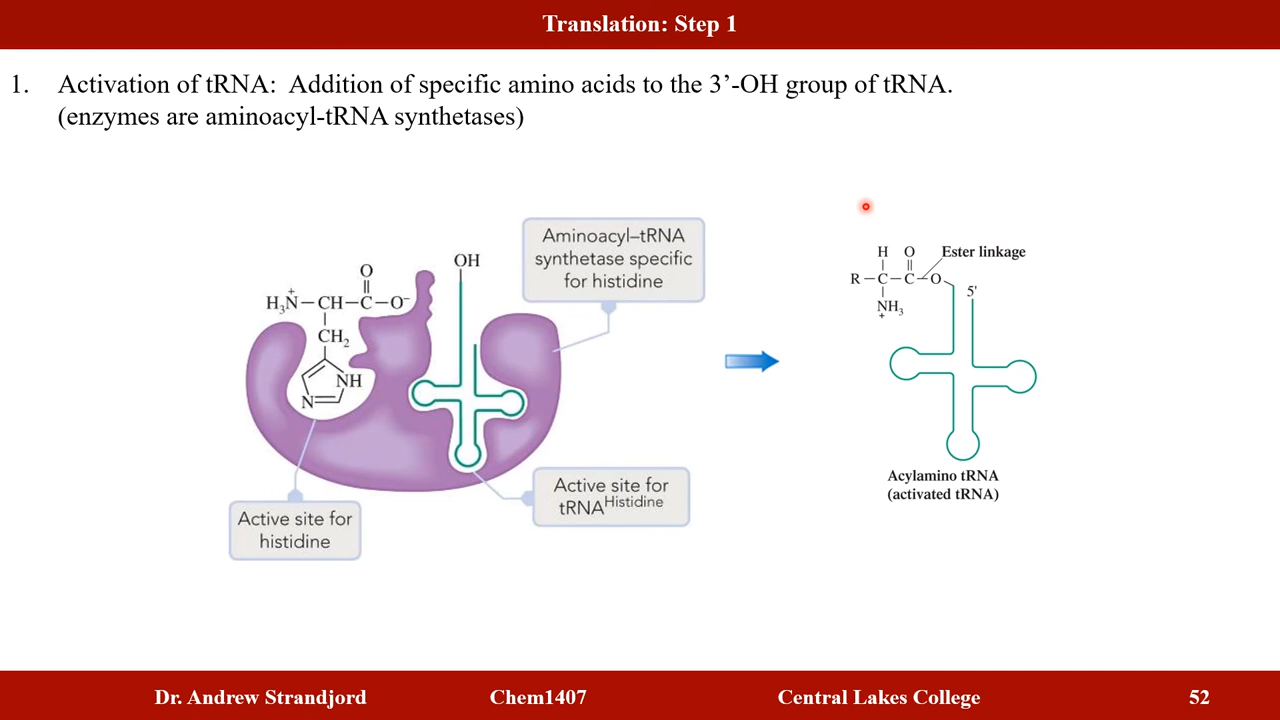 Translation: Step 1
1. Activation of tRNA: Addition of specific amino acids to the 3’-OH group of tRNA.
(enzymes are aminoacyl-tRNA synthetases)
Aminoacyl–tRNA
synthetase specific
for histidine
OH
O
H₃N⁺–CH–C–O⁻
CH₂
NH
N
Active site for
histidine
Active site for
tRNA^Histidine
H O
Ester linkage
R–C–C–O
5'
NH₃
+
Acylamino tRNA
(activated tRNA)
Dr. Andrew Strandjord Chem1407 Central Lakes College 52